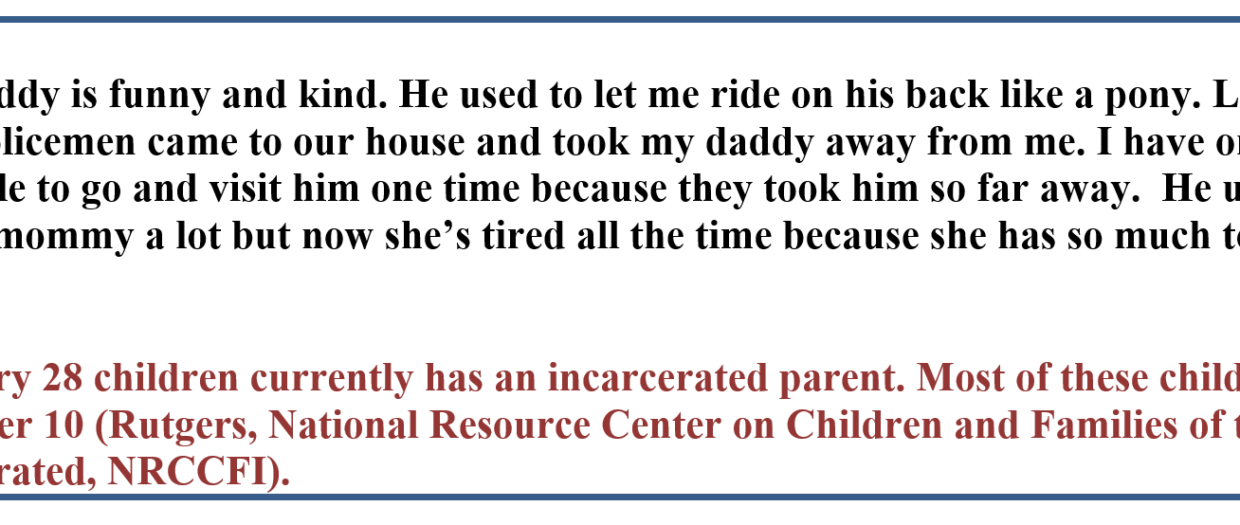 ddy is funny and kind. He used to let me ride on his back like a pony. L
licemen came to our house and took my daddy away from me. I have o
le to go and visit him one time because they took him so far away.  He u
mommy a lot but now she’s tired all the time because she has so much t
ry 28 children currently has an incarcerated parent. Most of these child
er 10 (Rutgers, National Resource Center on Children and Families of t
rated, NRCCFI).